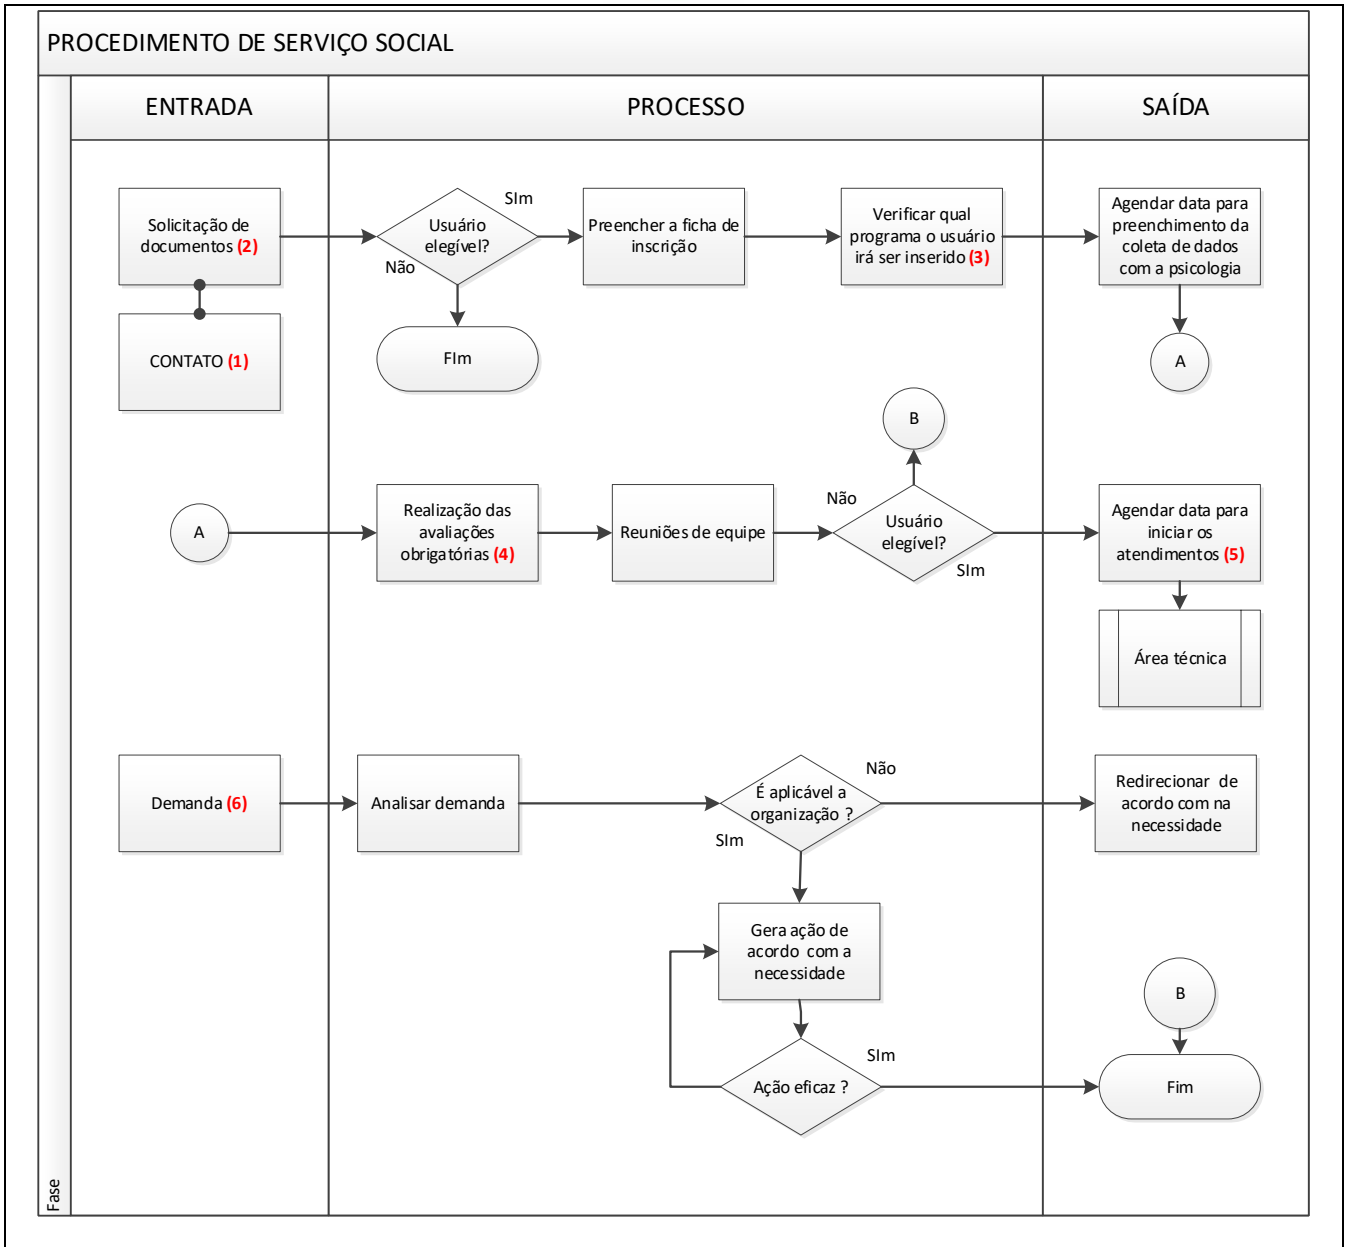 PROCEDIMENTO DE SERVIÇO SOCIAL
ENTRADA
PROCESSO
SAÍDA
Solicitação de
documentos (2)
CONTATO (1)
Usuário
elegível?
SIm
Não
FIm
Preencher a ficha de
inscrição
Verificar qual
programa o usuário
irá ser inserido (3)
Agendar data para
preenchimento da
coleta de dados
com a psicologia
A
A
Realização das
avaliações
obrigatórias (4)
Reuniões de equipe
B
Não
Usuário
elegível?
SIm
Agendar data para
iniciar os
atendimentos (5)
Área técnica
Demanda (6)
Analisar demanda
É aplicável a
organização ?
Não
SIm
Redirecionar de
acordo com na
necessidade
Gera ação de
acordo com a
necessidade
Ação eficaz ?
SIm
B
Fim
Fase